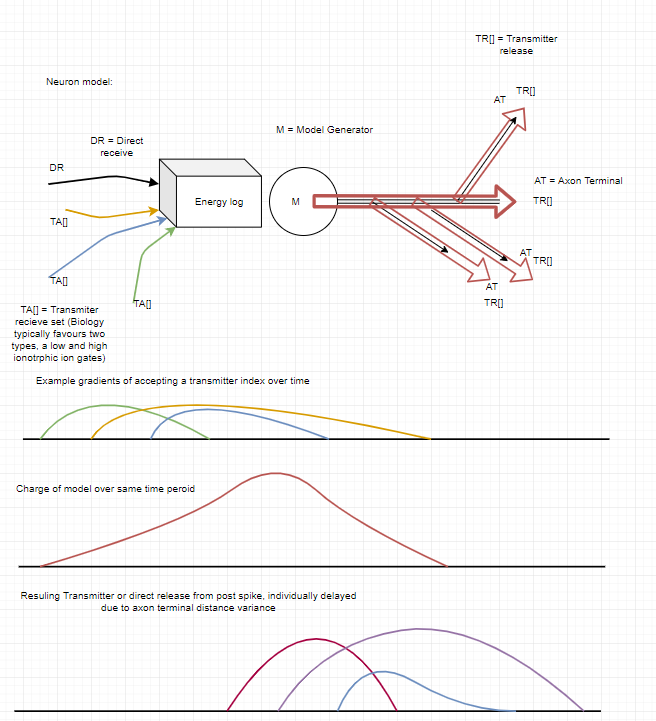 TR[] = Transmitter
release
Neuron model:
AT
TR[]
M = Model Generator
DR = Direct
receive
DR
AT = Axon Terminal
Energy log
M
TR[]
TA[]
AT
TR[]
TA[]
AT
TR[]
TA[]
TA[] = Transmiter
recieve set (Biology
typically favours two
types, a low and high
ionotrphic ion gates)
Example gradients of accepting a transmitter index over time
Charge of model over same time peroid
Resuling Transmitter or direct release from post spike, individually delayed
due to axon terminal distance variance